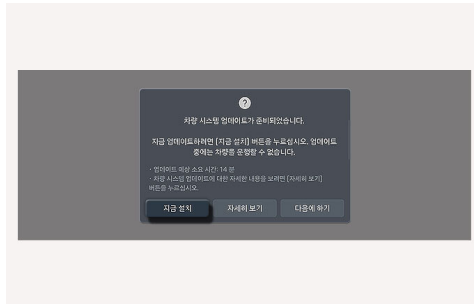 ?
차량 시스템 업데이트가 준비되었습니다.
지금 업데이트하려면 [지금 설치] 버튼을 누르십시오. 업데이트
중에는 차량을 운행할 수 없습니다.
- 업데이트 예상 소요 시간: 14 분
- 차량 시스템 업데이트에 대한 자세한 내용을 보려면 [자세히 보기]
버튼을 누르십시오.
지금 설치 자세히 보기 다음에 하기